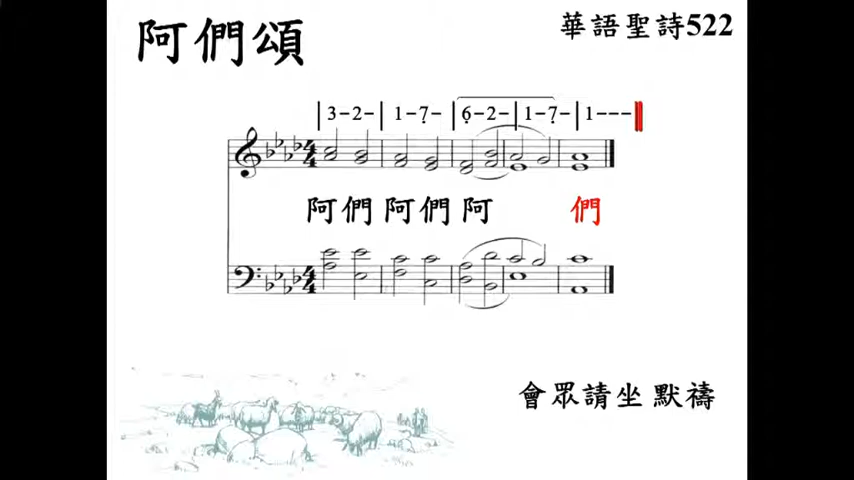 阿們頌
華語聖詩522
|3-2-|1-7̣-|6̣-2-|1-7̣-|1---‖
阿們 阿們 阿 們
會眾請坐 默禱